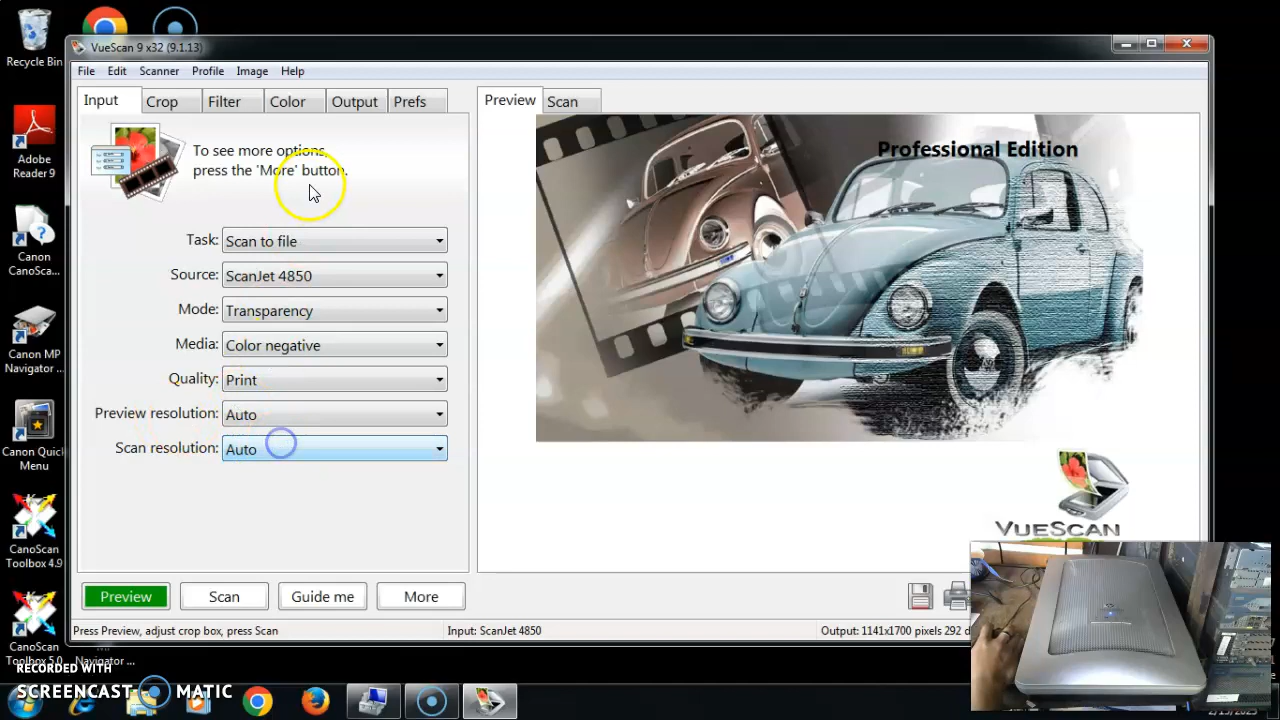 Recycle Bin
Adobe
Reader 9
Canon
CanoSca...
Canon MP
Navigator ...
Canon Quick
Menu
CanoScan
Toolbox 4.9
CanoScan
Toolbox 5.0
Navigator ...
VueScan 9 x32 (9.1.13)
File Edit Scanner Profile Image Help
Input Crop Filter Color Output Prefs
To see more options,
press the 'More' button.
Task: Scan to file
Source: ScanJet 4850
Mode: Transparency
Media: Color negative
Quality: Print
Preview resolution: Auto
Scan resolution: Auto
Preview Scan Guide me More
Press Preview, adjust crop box, press Scan
Input: ScanJet 4850
Output: 1141x1700 pixels 292 d
Preview Scan
Professional Edition
VUESCAN
RECORDED WITH
SCREENCAST MATIC